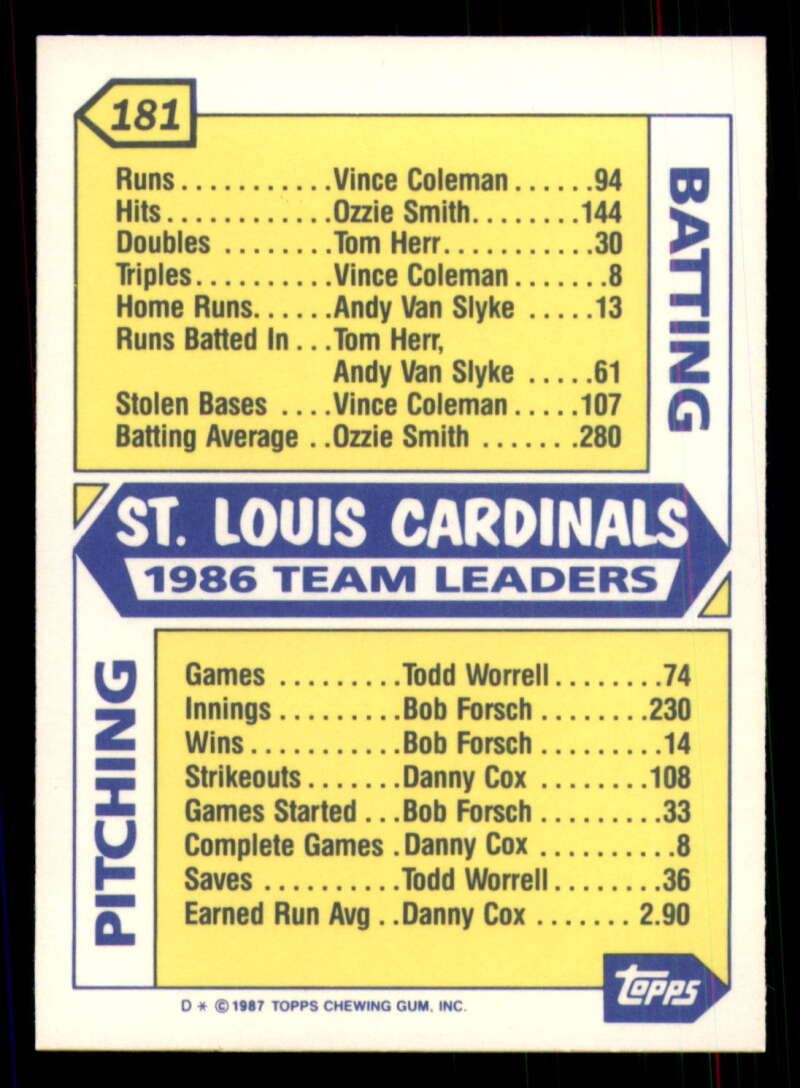 181
BATTING
Runs...........Vince Coleman......94
Hits............Ozzie Smith........144
Doubles ........Tom Herr...........30
Triples..........Vince Coleman.......8
Home Runs......Andy Van Slyke .....13
Runs Batted In ...Tom Herr,
Andy Van Slyke .....61
Stolen Bases ....Vince Coleman.....107
Batting Average ..Ozzie Smith .......280
ST. LOUIS CARDINALS
1986 TEAM LEADERS
PITCHING
Games .........Todd Worrell........74
Innings .........Bob Forsch ........230
Wins...........Bob Forsch .........14
Strikeouts.......Danny Cox ........108
Games Started ...Bob Forsch .........33
Complete Games .Danny Cox ..........8
Saves ..........Todd Worrell........36
Earned Run Avg ..Danny Cox ....... 2.90
topps
D * © 1987 TOPPS CHEWING GUM, INC.